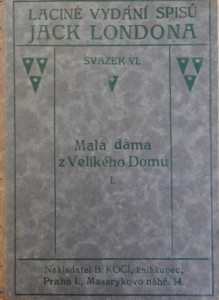 LACINÉ VYDÁNÍ SPISŮ
JACK LONDONA
SVAZEK VI.
Malá dáma
z Velikého Domu
I.
Nakladatel B. KOČÍ, knihkupec,
Praha I., Masarykovo nábř. 14.